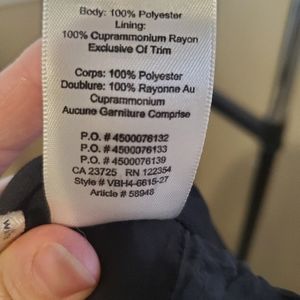 Body: 100% Polyester
Lining:
100% Cuprammonium Rayon
Exclusive Of Trim
Corps: 100% Polyester
Doublure: 100% Rayonne Au
Cuprammonium
Aucune Garniture Comprise
P.O. # 4500076132
P.O. # 4500076133
P.O. # 4500076139
CA 23725 RN 122354
Style # VBH4-6615-27
Article # 58948